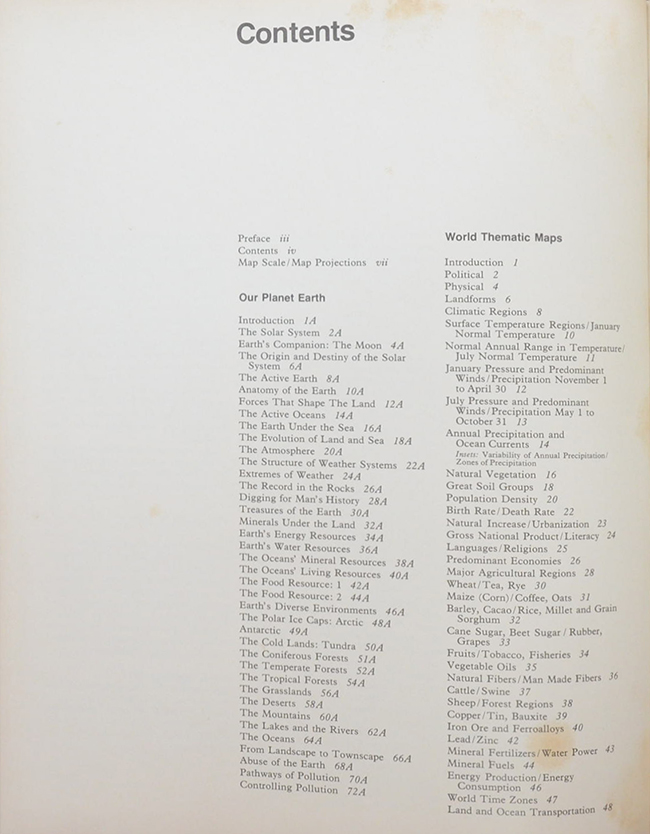 Contents
Preface iii
Contents iv
Map Scale/Map Projections vii
Our Planet Earth
Introduction 1A
The Solar System 2A
Earth's Companion: The Moon 4A
The Origin and Destiny of the Solar
System 6A
The Active Earth 8A
Anatomy of the Earth 10A
Forces That Shape The Land 12A
The Active Oceans 14A
The Earth Under the Sea 16A
The Evolution of Land and Sea 18A
The Atmosphere 20A
The Structure of Weather Systems 22A
Extremes of Weather 24A
The Record in the Rocks 26A
Digging for Man's History 28A
Treasures of the Earth 30A
Minerals Under the Land 32A
Earth's Energy Resources 34A
Earth's Water Resources 36A
The Oceans' Mineral Resources 38A
The Oceans' Living Resources 40A
The Food Resource: 1 42A
The Food Resource: 2 44A
Earth's Diverse Environments 46A
The Polar Ice Caps: Arctic 48A
Antarctic 49A
The Cold Lands: Tundra 50A
The Coniferous Forests 51A
The Temperate Forests 52A
The Tropical Forests 54A
The Grasslands 56A
The Deserts 58A
The Mountains 60A
The Lakes and the Rivers 62A
The Oceans 64A
From Landscape to Townscape 66A
Abuse of the Earth 68A
Pathways of Pollution 70A
Controlling Pollution 72A
World Thematic Maps
Introduction 1
Political 2
Physical 4
Landforms 6
Climatic Regions 8
Surface Temperature Regions/January
Normal Temperature 10
Normal Annual Range in Temperature/
July Normal Temperature 11
January Pressure and Predominant
Winds/Precipitation November 1
to April 30 12
July Pressure and Predominant
Winds/Precipitation May 1 to
October 31 13
Annual Precipitation and
Ocean Currents 14
Insets: Variability of Annual Precipitation/
Zones of Precipitation
Natural Vegetation 16
Great Soil Groups 18
Population Density 20
Birth Rate/Death Rate 22
Natural Increase/Urbanization 23
Gross National Product/Literacy 24
Languages/Religions 25
Predominant Economies 26
Major Agricultural Regions 28
Wheat/Tea, Rye 30
Maize (Corn)/Coffee, Oats 31
Barley, Cacao/Rice, Millet and Grain
Sorghum 32
Cane Sugar, Beet Sugar/Rubber,
Grapes 33
Fruits/Tobacco, Fisheries 34
Vegetable Oils 35
Natural Fibers/Man Made Fibers 36
Cattle/Swine 37
Sheep/Forest Regions 38
Copper/Tin, Bauxite 39
Iron Ore and Ferroalloys 40
Lead/Zinc 42
Mineral Fertilizers/Water Power 43
Mineral Fuels 44
Energy Production/Energy
Consumption 46
World Time Zones 47
Land and Ocean Transportation 48